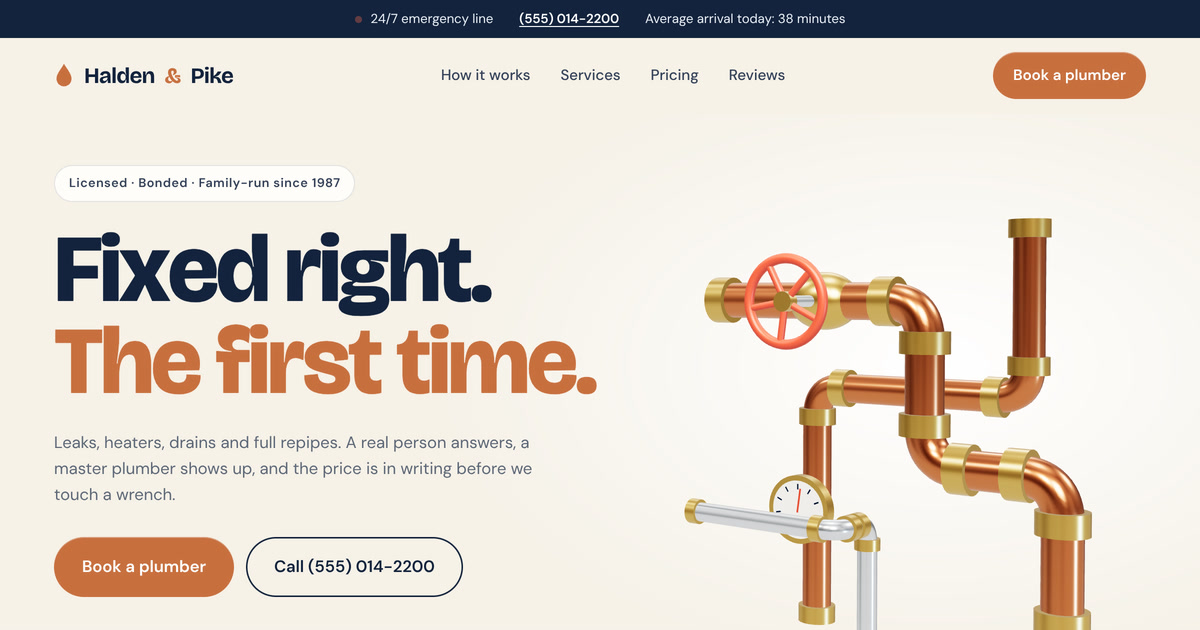 24/7 emergency line (555) 014-2200 Average arrival today: 38 minutes
Halden & Pike How it works Services Pricing Reviews Book a plumber
Licensed · Bonded · Family-run since 1987
Fixed right.
The first time.
Leaks, heaters, drains and full repipes. A real person answers, a
master plumber shows up, and the price is in writing before we
touch a wrench.
Book a plumber Call (555) 014-2200